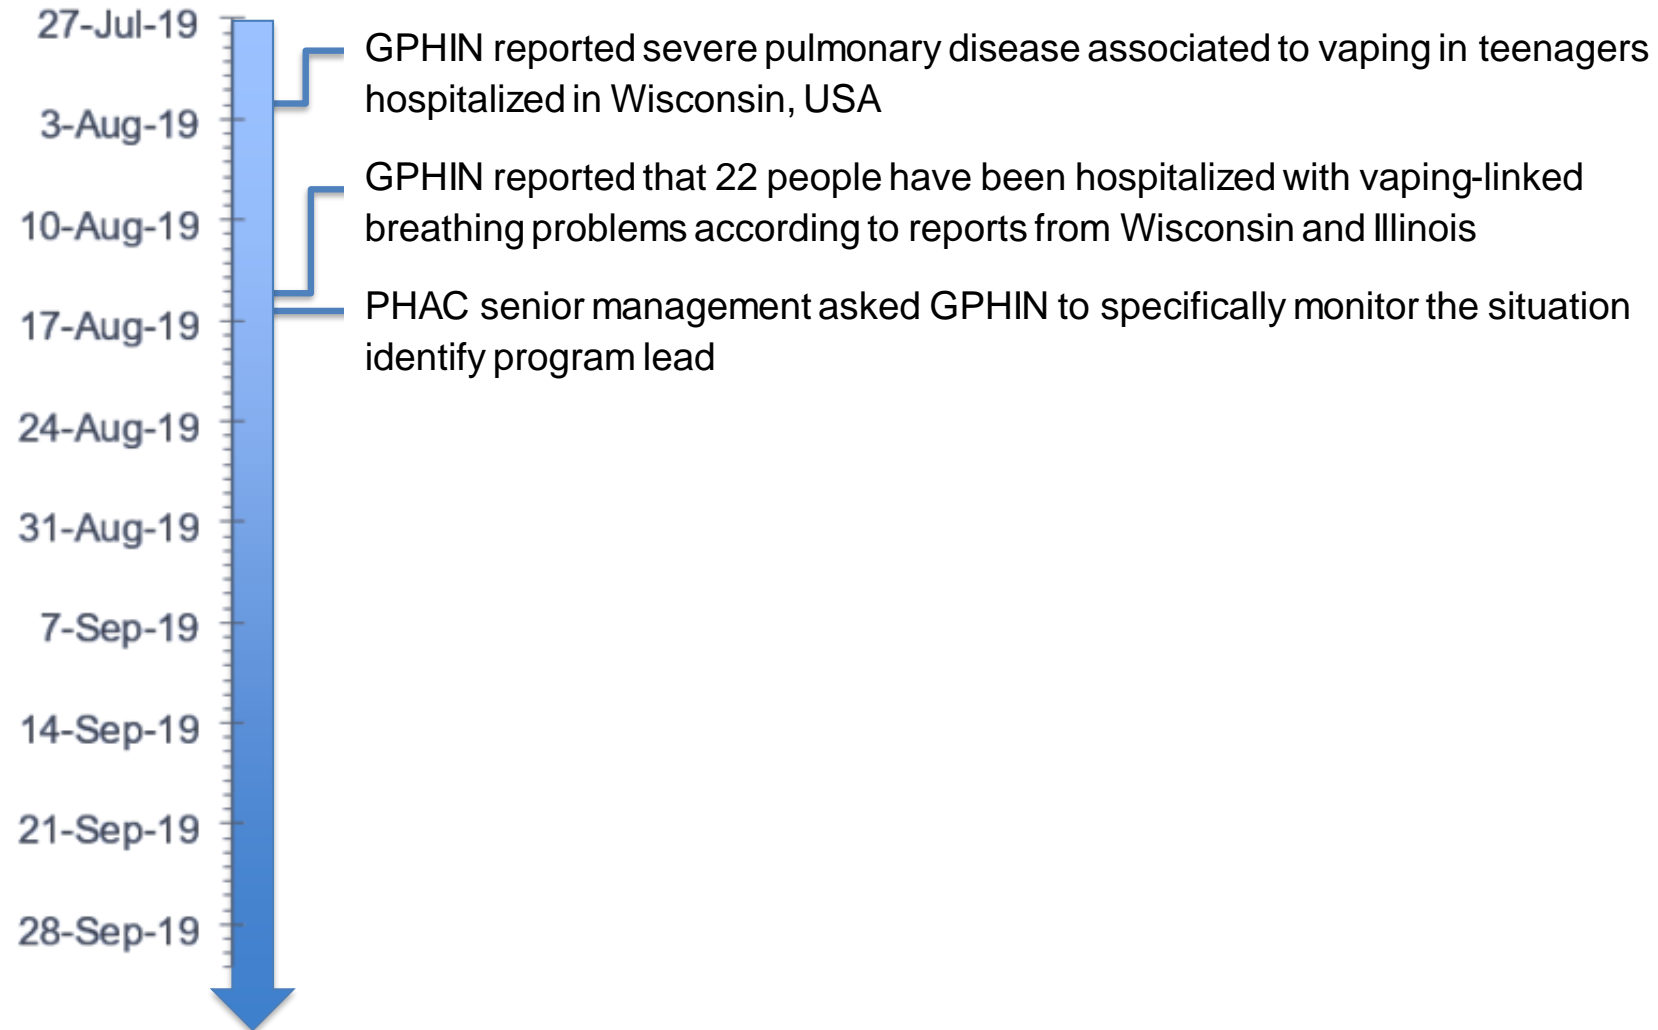 27-Jul-19
GPHIN reported severe pulmonary disease associated to vaping in teenagers
hospitalized in Wisconsin, USA
3-Aug-19
GPHIN reported that 22 people have been hospitalized with vaping-linked
10-Aug-19
breathing problems according to reports from Wisconsin and Illinois
PHAC senior management asked GPHIN to specifically monitor the situation
17-Aug-19
identify program lead
24-Aug-19
31-Aug-19
7-Sep-19
14-Sep-19
21-Sep-19
28-Sep-19